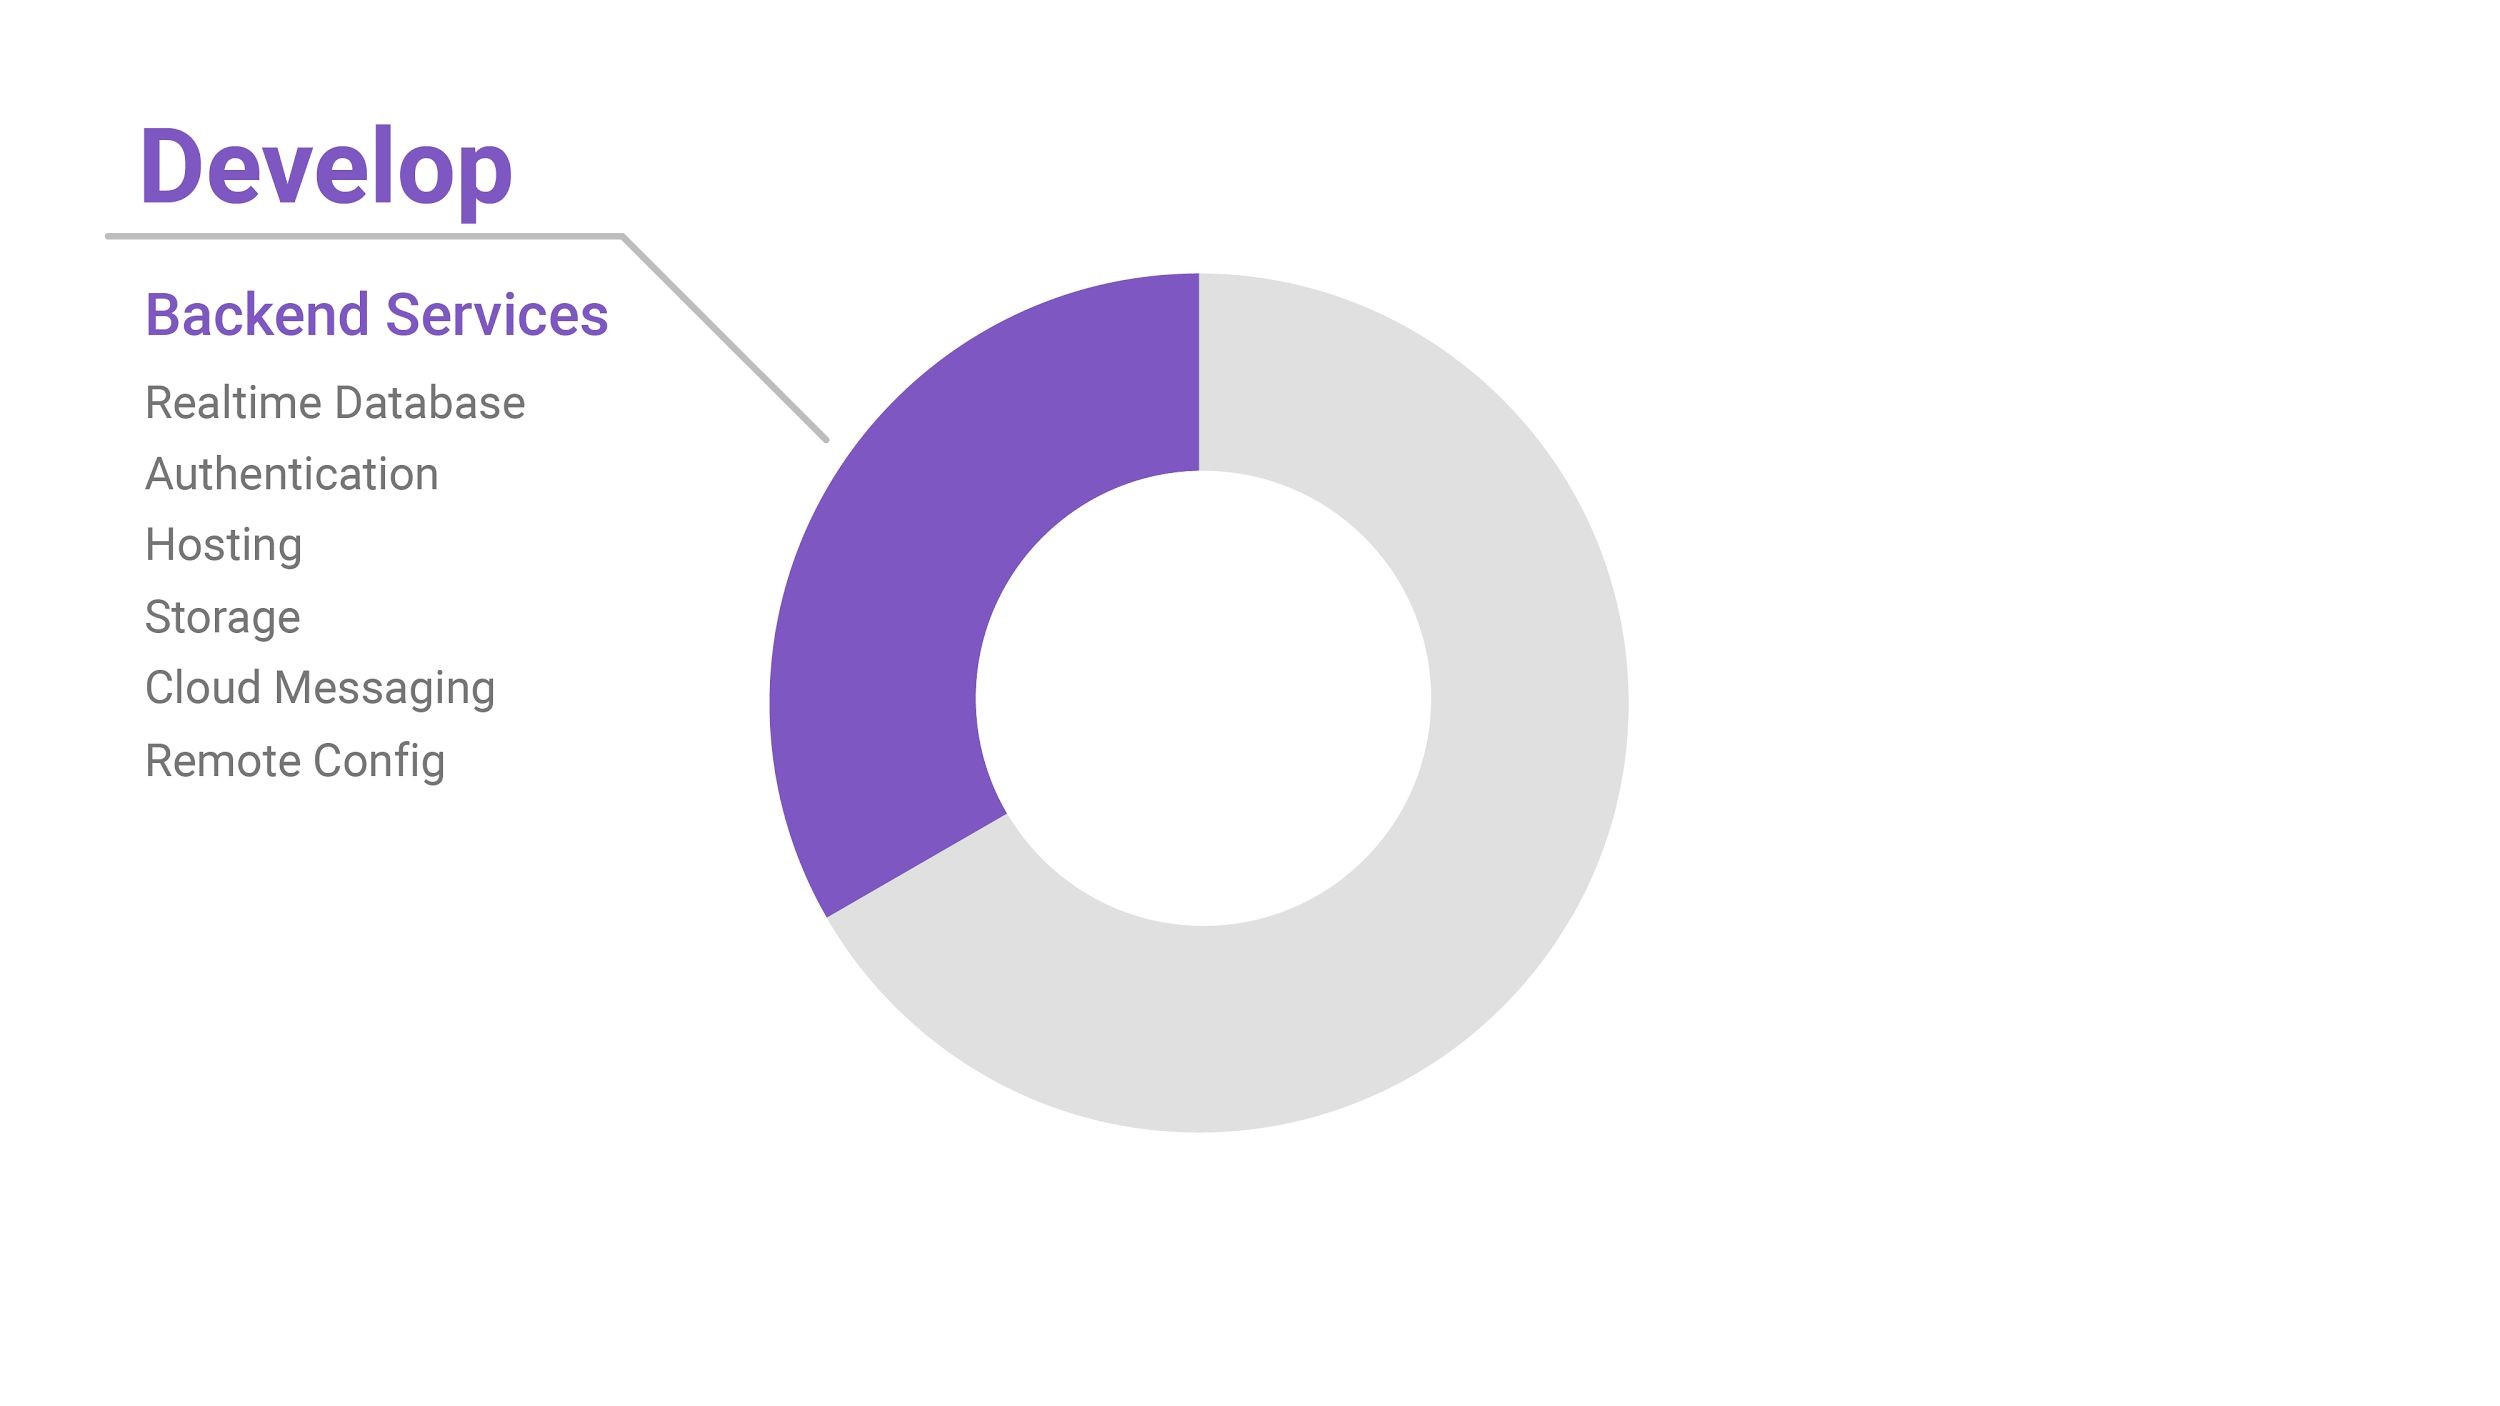 Develop
Backend Services
Realtime Database
Authentication
Hosting
Storage
Cloud Messaging
Remote Config